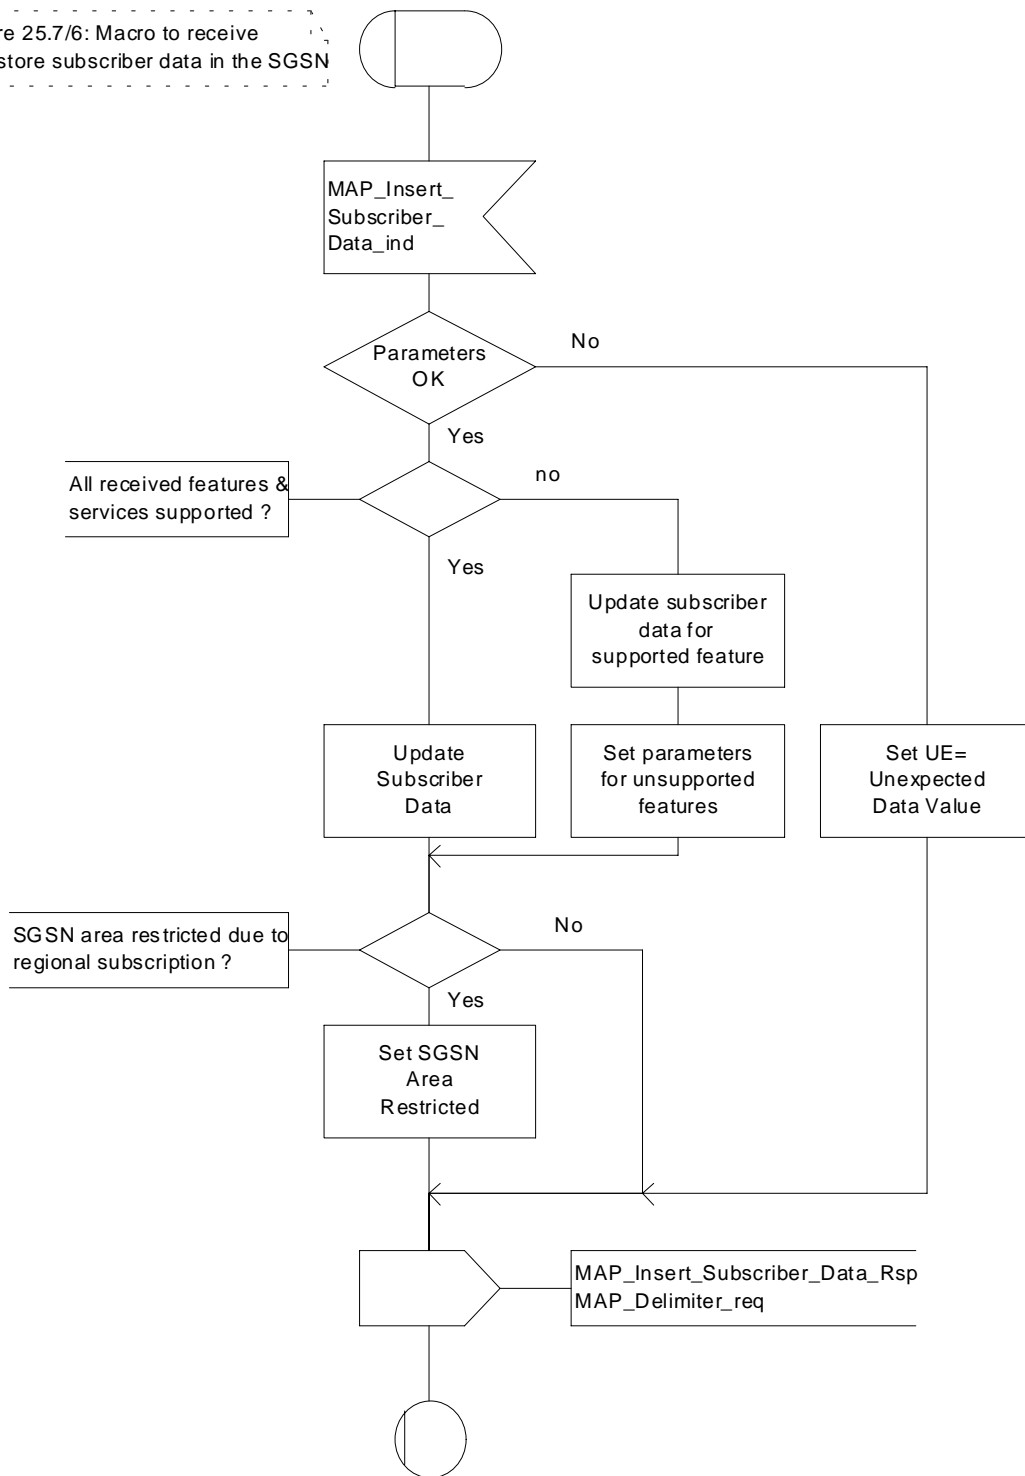 re 25.7/6: Macro to receive
store subscriber data in the SGSN
MAP_Insert_
Subscriber_
Data_ind
Parameters
OK
No
Yes
All received features &
services supported ?
no
Yes
Update subscriber
data for
supported feature
Update
Subscriber
Data
Set parameters
for unsupported
features
Set UE=
Unexpected
Data Value
SGSN area restricted due to
regional subscription ?
No
Yes
Set SGSN
Area
Restricted
MAP_Insert_Subscriber_Data_Rsp
MAP_Delimiter_req